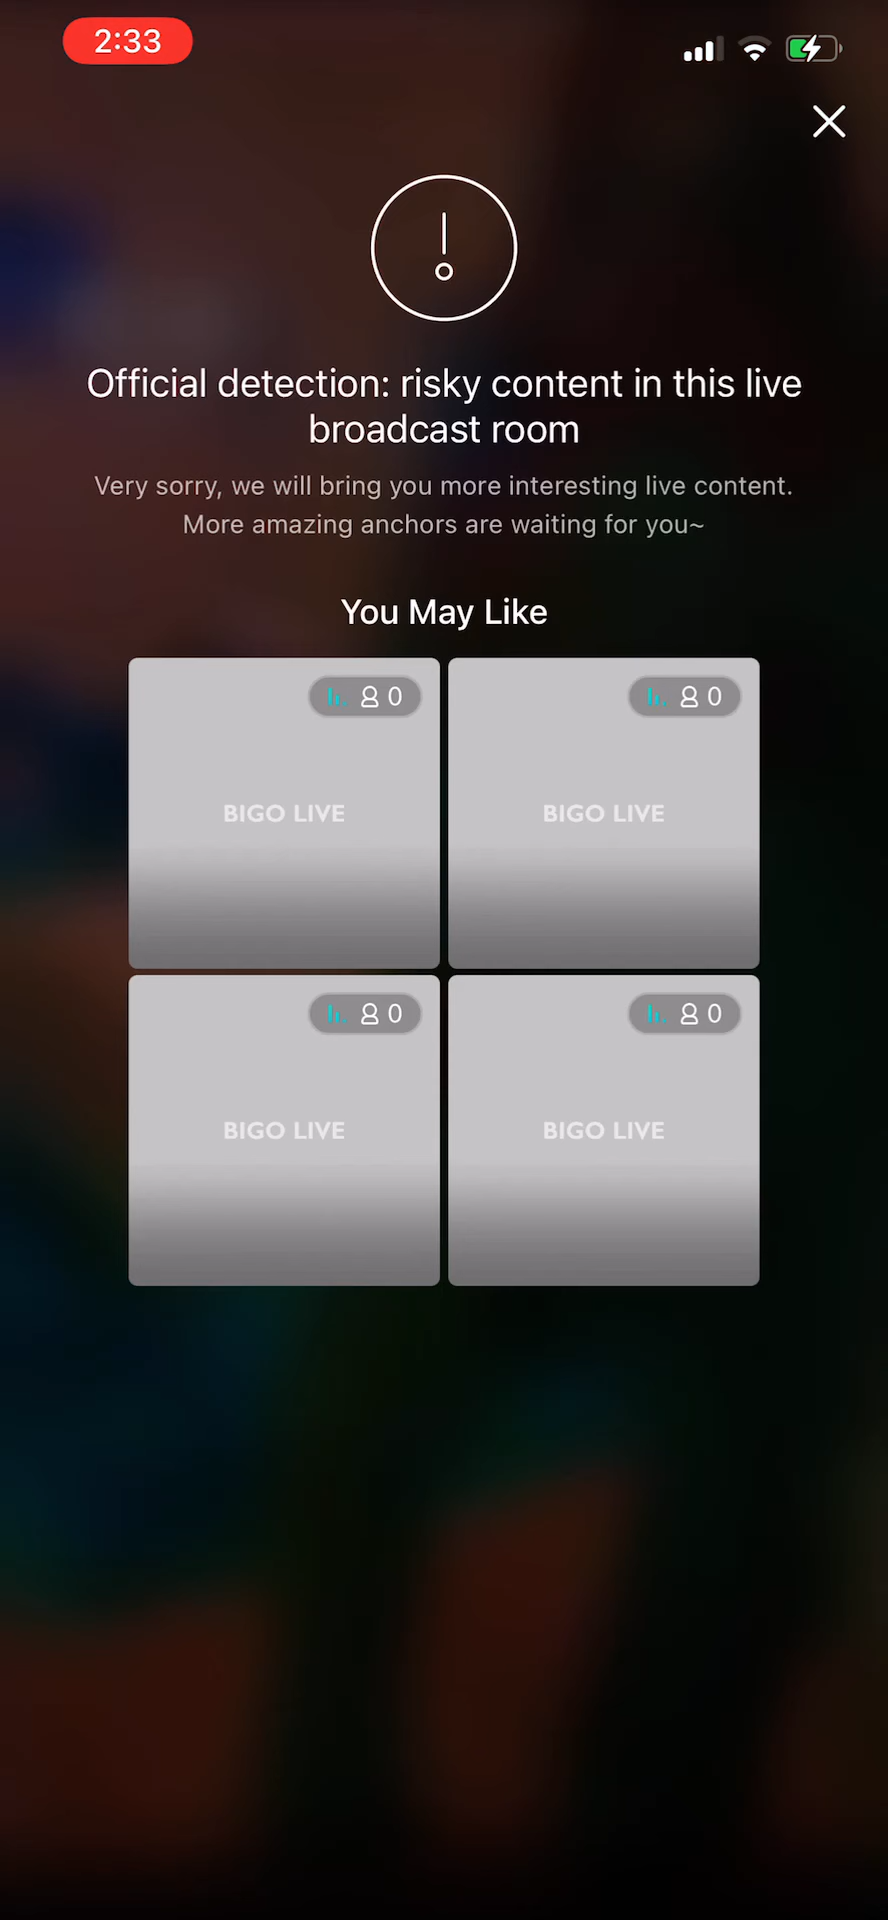 2:33
Official detection: risky content in this live
broadcast room
Very sorry, we will bring you more interesting live content.
More amazing anchors are waiting for you~
You May Like
0
0
BIGO LIVE
BIGO LIVE
0
0
BIGO LIVE
BIGO LIVE